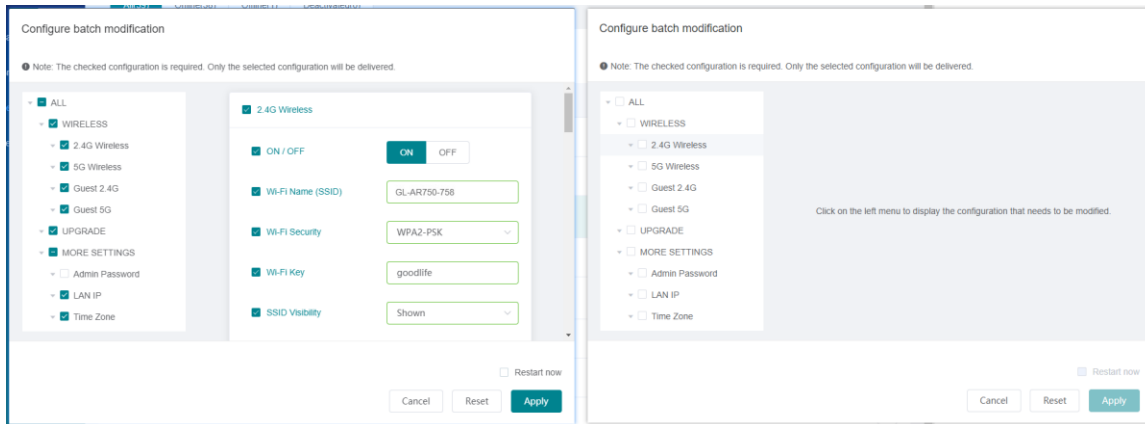 Configure batch modification
Note: The checked configuration is required. Only the selected configuration will be delivered.
ALL
WIRELESS
2.4G Wireless
5G Wireless
Guest 2.4G
Guest 5G
UPGRADE
MORE SETTINGS
Admin Password
LAN IP
Time Zone
2.4G Wireless
ON / OFF
ON OFF
Wi-Fi Name (SSID)
GL-AR750-758
Wi-Fi Security
WPA2-PSK
Wi-Fi Key
goodlife
SSID Visibility
Shown
Restart now
Cancel Reset Apply
Configure batch modification
Note: The checked configuration is required. Only the selected configuration will be delivered.
ALL
WIRELESS
2.4G Wireless
5G Wireless
Guest 2.4G
Guest 5G
UPGRADE
MORE SETTINGS
Admin Password
LAN IP
Time Zone
Click on the left menu to display the configuration that needs to be modified.
Restart now
Cancel Reset Apply